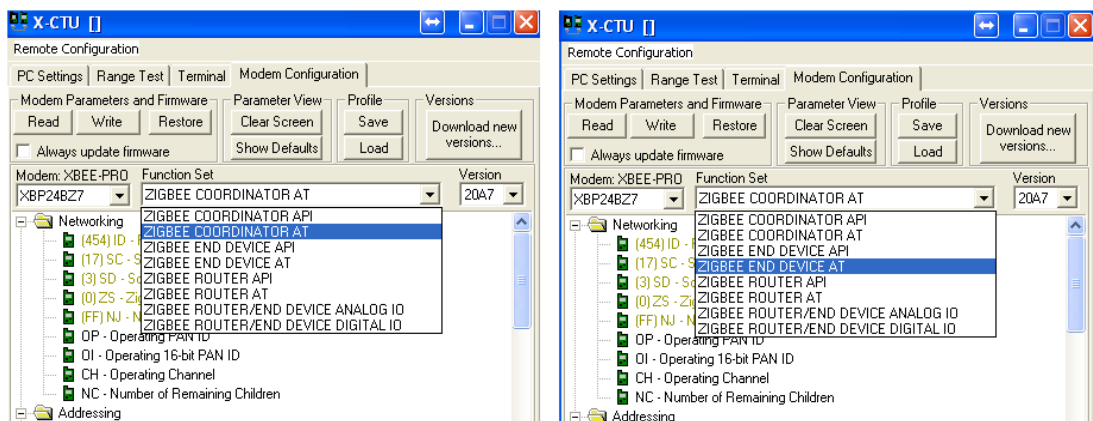 X-CTU []
Remote Configuration
PC Settings Range Test Terminal Modem Configuration
Modem Parameters and Firmware Parameter View Profile Versions
Read Write Restore Clear Screen Save Download new versions...
Always update firmware Show Defaults Load
Modem: XBEE-PRO Function Set Version
XBP24BZ7 ZIGBEE COORDINATOR AT 20A7
Networking
ZIGBEE COORDINATOR API
ZIGBEE COORDINATOR AT
ZIGBEE END DEVICE API
ZIGBEE END DEVICE AT
ZIGBEE ROUTER API
ZIGBEE ROUTER AT
ZIGBEE ROUTER/END DEVICE ANALOG IO
ZIGBEE ROUTER/END DEVICE DIGITAL IO
(454) ID -
(17) SC - S
(3) SD - Sc
(0) ZS - Zig
(FF) NJ - N
OP - Operating PAN ID
OI - Operating 16-bit PAN ID
CH - Operating Channel
NC - Number of Remaining Children
Addressing
X-CTU []
Remote Configuration
PC Settings Range Test Terminal Modem Configuration
Modem Parameters and Firmware Parameter View Profile Versions
Read Write Restore Clear Screen Save Download new versions...
Always update firmware Show Defaults Load
Modem: XBEE-PRO Function Set Version
XBP24BZ7 ZIGBEE COORDINATOR AT 20A7
Networking
ZIGBEE COORDINATOR API
ZIGBEE COORDINATOR AT
ZIGBEE END DEVICE API
ZIGBEE END DEVICE AT
ZIGBEE ROUTER API
ZIGBEE ROUTER AT
ZIGBEE ROUTER/END DEVICE ANALOG IO
ZIGBEE ROUTER/END DEVICE DIGITAL IO
(454) ID -
(17) SC - S
(3) SD - Sc
(0) ZS - Zig
(FF) NJ - N
OP - Operating PAN ID
OI - Operating 16-bit PAN ID
CH - Operating Channel
NC - Number of Remaining Children
Addressing